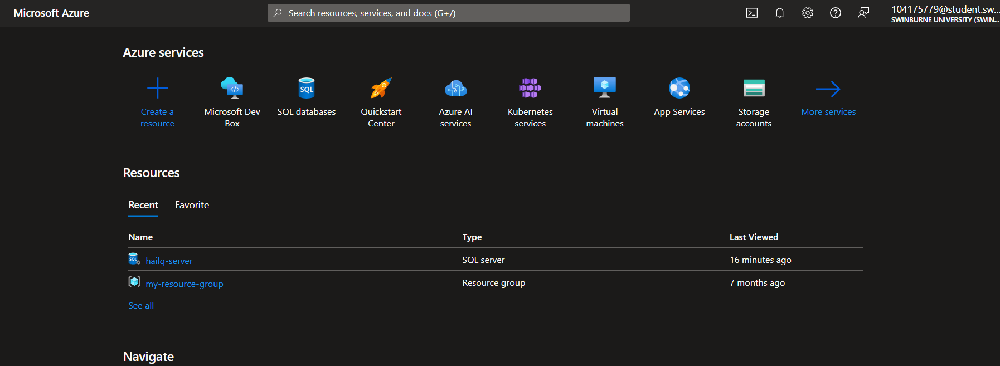 Microsoft Azure
Search resources, services, and docs (G+/)
104175779@student.sw...
SWINBURNE UNIVERSITY (SWIN...
Azure services
Create a
resource
Microsoft Dev
Box
SQL
SQL databases
Quickstart
Center
Azure AI
services
Kubernetes
services
Virtual
machines
App Services
Storage
accounts
More services
Resources
Recent
Favorite
Name
Type
Last Viewed
SQL
hailq-server
SQL server
16 minutes ago
my-resource-group
Resource group
7 months ago
See all
Navigate